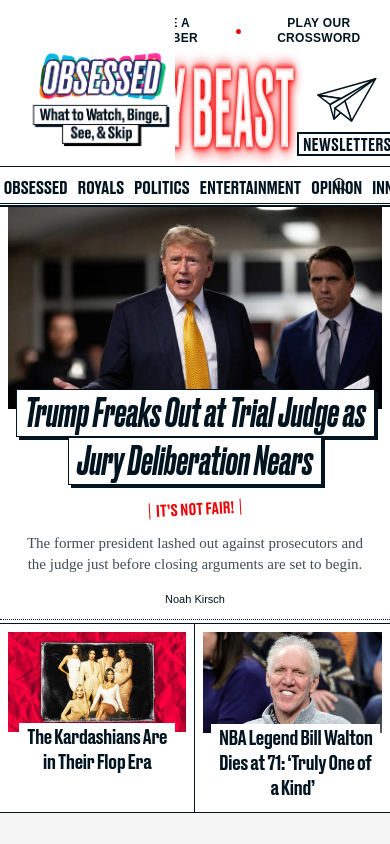 E A
BER
PLAY OUR
CROSSWORD
OBSESSED
What to Watch, Binge,
See, & Skip
Y BEAST
NEWSLETTERS
OBSESSED ROYALS POLITICS ENTERTAINMENT OPINION INN
Trump Freaks Out at Trial Judge as
Jury Deliberation Nears
IT'S NOT FAIR!
The former president lashed out against prosecutors and
the judge just before closing arguments are set to begin.
Noah Kirsch
The Kardashians Are
in Their Flop Era
NBA Legend Bill Walton
Dies at 71: ‘Truly One of
a Kind’